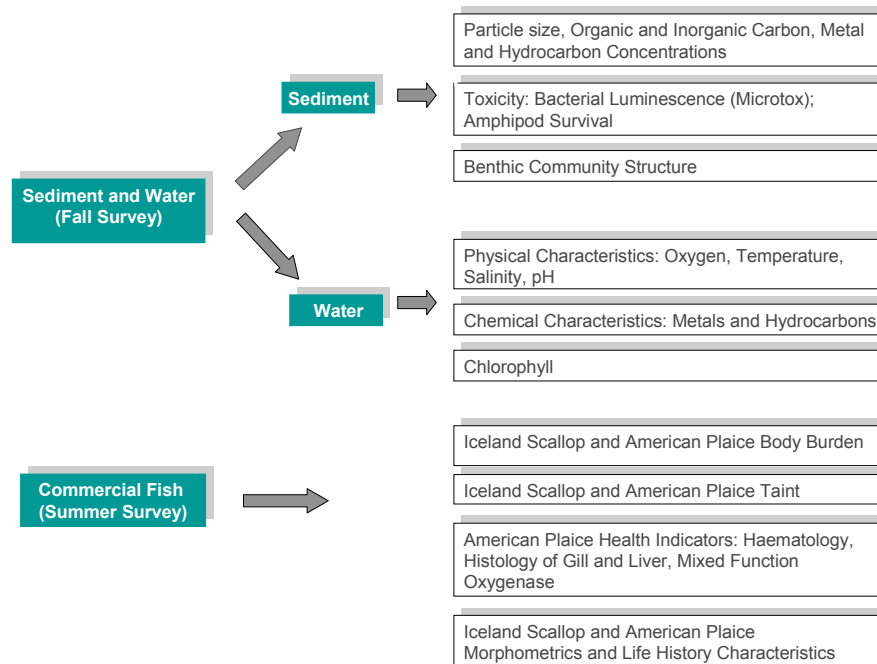 Particle size, Organic and Inorganic Carbon, Metal
and Hydrocarbon Concentrations
Sediment
Toxicity: Bacterial Luminescence (Microtox);
Amphipod Survival
Benthic Community Structure
Sediment and Water
(Fall Survey)
Physical Characteristics: Oxygen, Temperature,
Salinity, pH
Water
Chemical Characteristics: Metals and Hydrocarbons
Chlorophyll
Iceland Scallop and American Plaice Body Burden
Commercial Fish
(Summer Survey)
Iceland Scallop and American Plaice Taint
American Plaice Health Indicators: Haematology,
Histology of Gill and Liver, Mixed Function
Oxygenase
Iceland Scallop and American Plaice
Morphometrics and Life History Characteristics